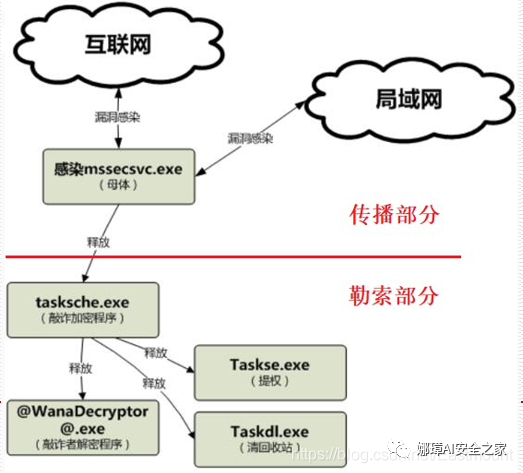 互联网
局域网
漏洞感染
漏洞感染
感染mssecsvc.exe
（母体）
传播部分
释放
勒索部分
tasksche.exe
（敲诈加密程序）
释放
释放
释放
Taskse.exe
（提权）
@WanaDecryptor
@.exe
（敲诈者解密程序）
Taskdl.exe
（清回收站）
娜璋AI安全之家